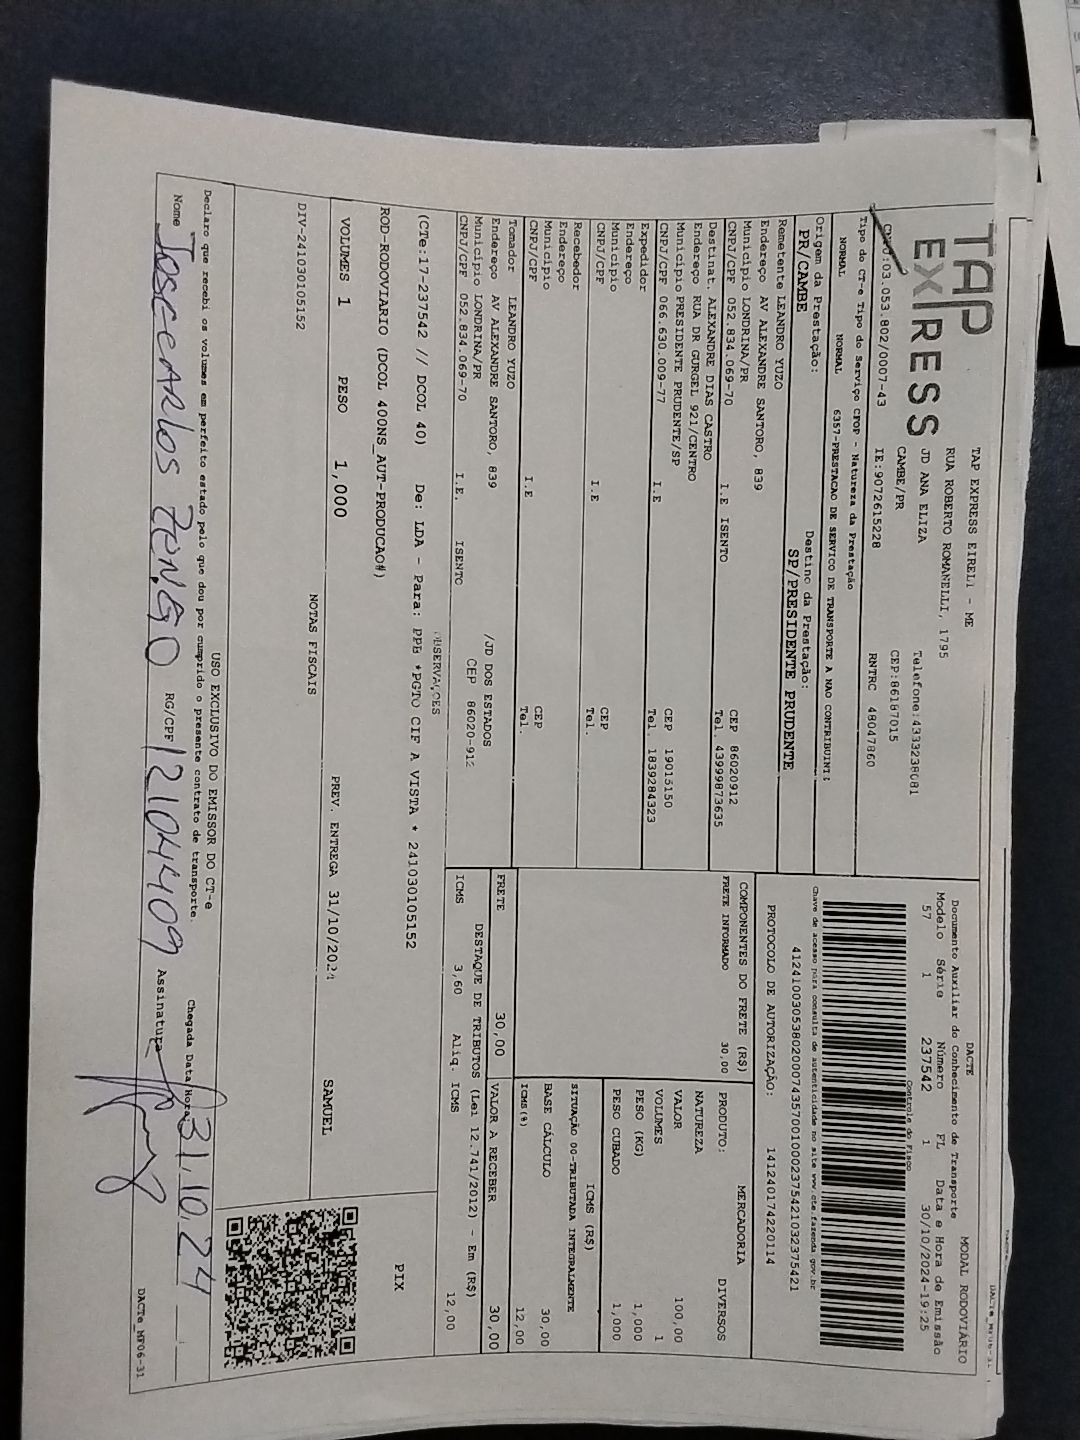 TAP
EXPRESS
TAP EXPRESS EIRELI - ME
RUA ROBERTO ROMANELLI, 1795
JD ANA ELIZA
CAMBE/PR
Telefone:4333238081
CEP:86187015
CNPJ:03.053.802/0007-43 IE:9072615228 RNTRC 48047860
DACTE MODAL RODOVIÁRIO
Documento Auxiliar do Conhecimento de Transporte
Modelo Série Número FL Data e Hora de Emissão
57 1 237542 1 30/10/2024-19:25
Controle do Fisco
Chave de acesso para consulta de autenticidade no site www.cte.fazenda.gov.br
41241003053802000743570010002375421032375421
PROTOCOLO DE AUTORIZAÇÃO: 141240174220114
Tipo do CT-e Tipo do Serviço CFOP - Natureza da Prestação
NORMAL NORMAL 6357-PRESTACAO DE SERVICO DE TRANSPORTE A NAO CONTRIBUINT
Origem da Prestação: Destino da Prestação:
PR/CAMBE SP/PRESIDENTE PRUDENTE
Remetente LEANDRO YUZO
Endereço AV ALEXANDRE SANTORO, 839
Município LONDRINA/PR CEP 86020912
CNPJ/CPF 052.834.069-70 I.E ISENTO Tel. 43999873635
Destinat. ALEXANDRE DIAS CASTRO
Endereço RUA DR GURGEL 921/CENTRO
Município PRESIDENTE PRUDENTE/SP CEP 19015150
CNPJ/CPF 066.630.009-77 I.E Tel. 1839284323
Expedidor
Endereço
Município CEP
CNPJ/CPF I.E Tel.
Recebedor
Endereço
Município CEP
CNPJ/CPF I.E Tel.
Tomador LEANDRO YUZO
Endereço AV ALEXANDRE SANTORO, 839 /JD DOS ESTADOS
Município LONDRINA/PR CEP 86020-912
CNPJ/CPF 052.834.069-70 I.E. ISENTO
COMPONENTES DO FRETE (R$)
FRETE INFORMADO 30,00
MERCADORIA
PRODUTO: DIVERSOS
NATUREZA
VALOR 100,00
VOLUMES 1
PESO (KG) 1,000
PESO CUBADO 1,000
ICMS (R$)
SITUAÇÃO 00-TRIBUTADA INTEGRALMENTE
BASE CÁLCULO 30,00
ICMS(%) 12,00
FRETE 30,00 VALOR A RECEBER 30,00
DESTAQUE DE TRIBUTOS (Lei 12.741/2012) - Em (R$)
ICMS 3,60 Aliq. ICMS 12,00
OBSERVAÇÕES
(CTe:17-237542 // DCOL 40) De: LDA - Para: PPB *PGTO CIF A VISTA * 241030105152
ROD-RODOVIARIO (DCOL 400NS_AUT-PRODUCAO#)
VOLUMES 1 PESO 1,000 PREV. ENTREGA 31/10/2024 SAMUEL
PIX
NOTAS FISCAIS
DIV-241030105152
USO EXCLUSIVO DO EMISSOR DO CT-e
Declaro que recebi os volumes em perfeito estado pelo que dou por cumprido o presente contrato de transporte.
Chegada Data/Hora: 31.10.24
Nome JOSE CARLOS ZENGO RG/CPF 121044409 Assinatura
DACTe_MF06-31